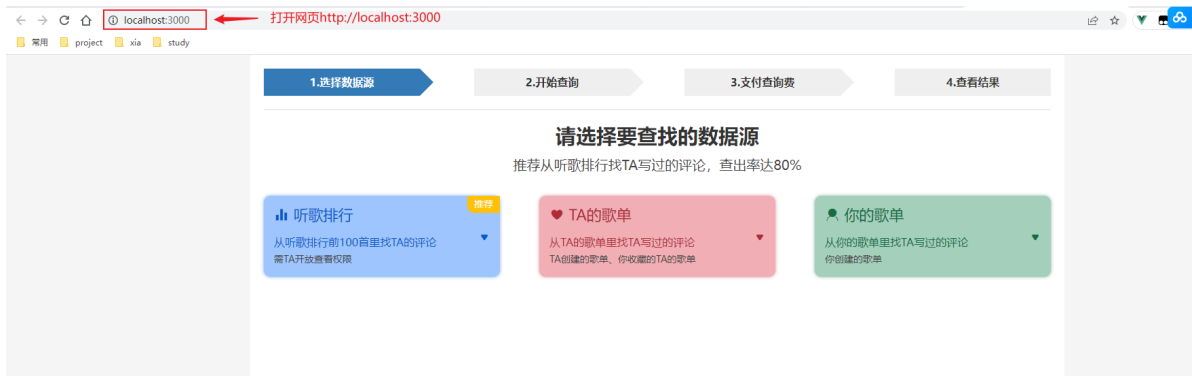 localhost:3000
打开网页http://localhost:3000
常用 project xia study
1.选择数据源 2.开始查询 3.支付查询费 4.查看结果
请选择要查找的数据源
推荐从听歌排行找TA写过的评论，查出率达80%
推荐
听歌排行
从听歌排行前100首里找TA的评论
需TA开放查看权限
TA的歌单
从TA的歌单里找TA写过的评论
TA创建的歌单、你收藏的TA的歌单
你的歌单
从你的歌单里找TA写过的评论
你创建的歌单